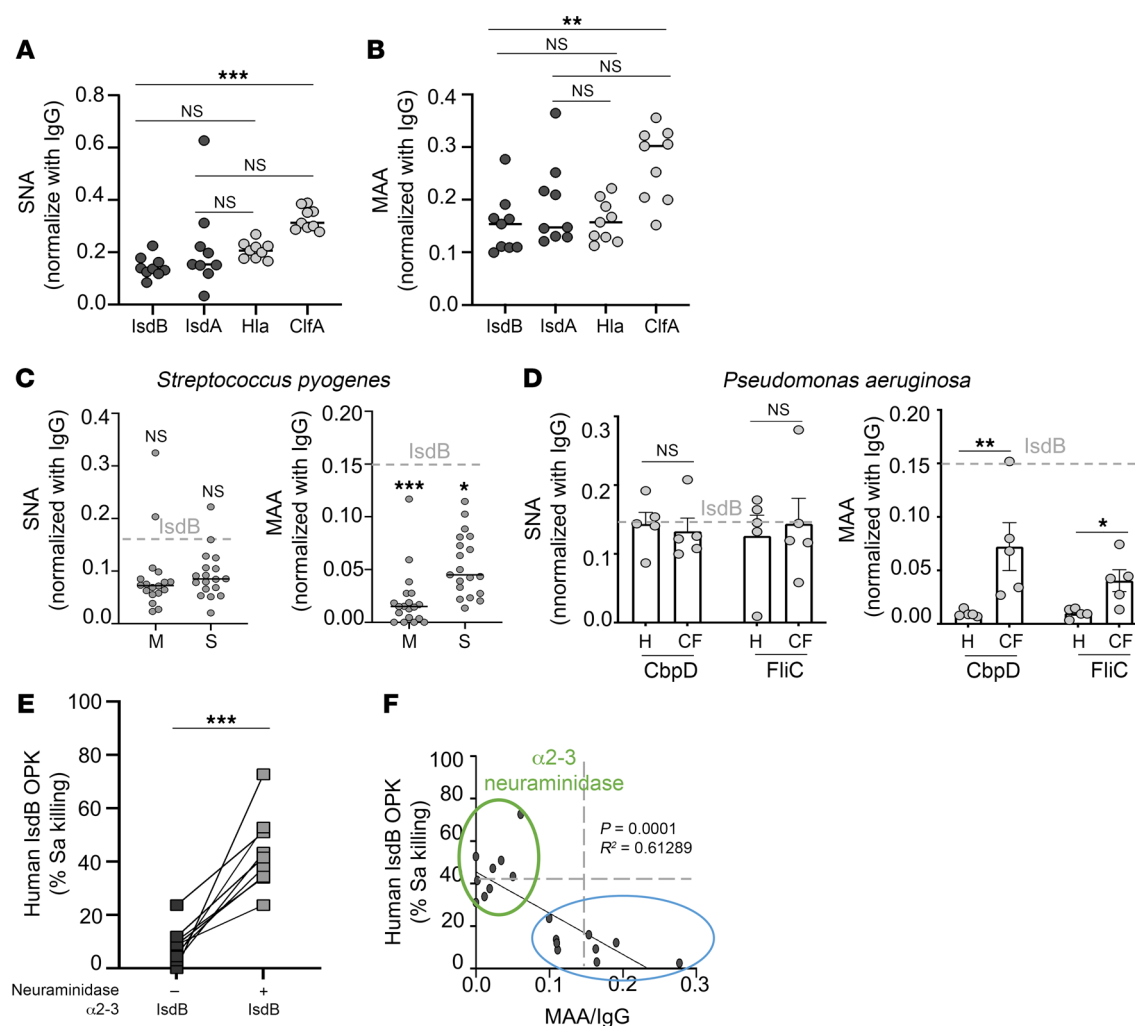 A
SNA
(normalize with IgG)
***
NS
NS
NS
0.8
0.6
0.4
0.2
0.0
IsdB IsdA Hla ClfA
B
MAA
(normalized with IgG)
**
NS
NS
NS
0.4
0.3
0.2
0.1
0.0
IsdB IsdA Hla ClfA
C
Streptococcus pyogenes
SNA
(normalized with IgG)
0.4
0.3
0.2
0.1
0.0
NS
NS
IsdB
M S
MAA
(normalized with IgG)
0.20
0.15
0.10
0.05
0.00
IsdB
*** *
M S
D
Pseudomonas aeruginosa
SNA
(nnormalized with IgG)
0.3
0.2
0.1
0.0
NS
NS
IsdB
H CF H CF
CbpD FliC
MAA
(normalized with IgG)
0.20
0.15
0.10
0.05
0.00
**
IsdB
*
H CF H CF
CbpD FliC
E
Human IsdB OPK
(% Sa killing)
100
80
60
40
20
0
***
Neuraminidase – +
α2-3 IsdB IsdB
F
Human IsdB OPK
(% Sa killing)
100
80
60
40
20
0
α2-3
neuraminidase
P = 0.0001
R² = 0.61289
0.0 0.1 0.2 0.3
MAA/IgG